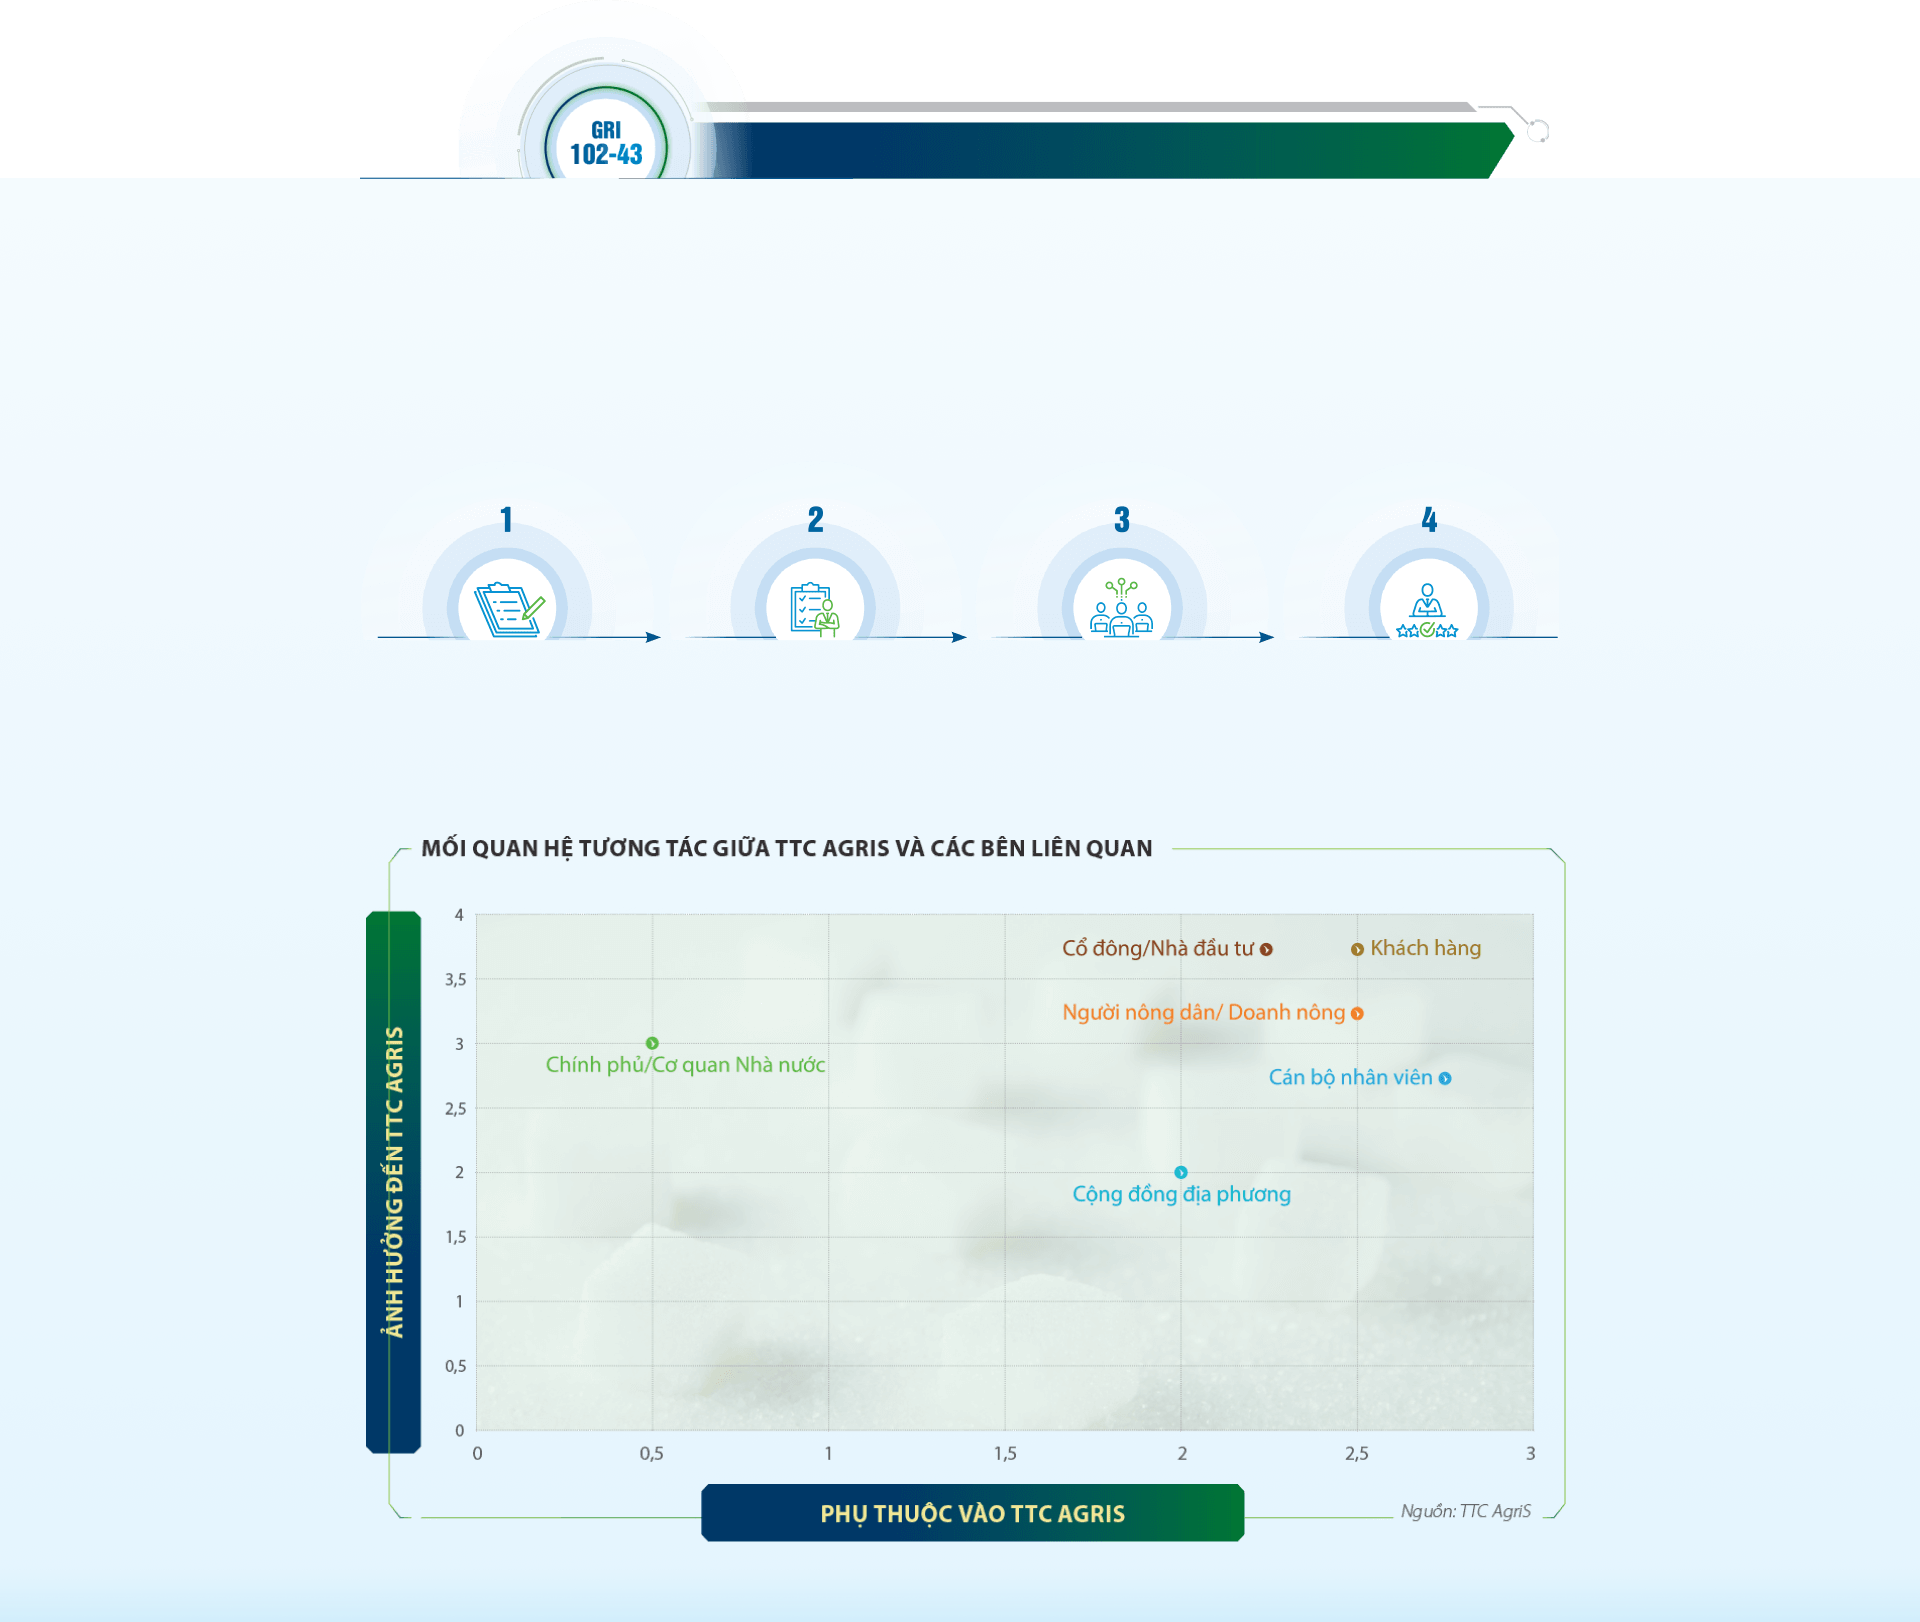 GRI
102-43
1
2
3
4
MỐI QUAN HỆ TƯƠNG TÁC GIỮA TTC AGRIS VÀ CÁC BÊN LIÊN QUAN
ẢNH HƯỞNG ĐẾN TTC AGRIS
4
3,5
3
2,5
2
1,5
1
0,5
0
Cổ đông/Nhà đầu tư
Khách hàng
Người nông dân/ Doanh nông
Chính phủ/Cơ quan Nhà nước
Cán bộ nhân viên
Cộng đồng địa phương
0
0,5
1
1,5
2
2,5
3
PHỤ THUỘC VÀO TTC AGRIS
Nguồn: TTC AgriS